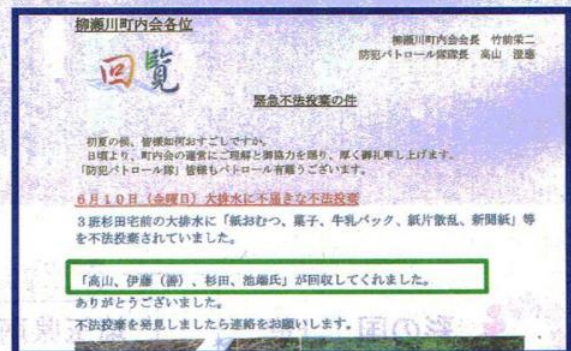 柳瀬川町内会各位
柳瀬川町内会会長 竹前栄二
防犯パトロール隊隊長 高山
回覧
緊急不法投棄の件
初夏の候、皆様如何おすごしですか。
日頃より、町内会の運営にご理解と御協力を賜り、厚く御礼申し上げます。
「防犯パトロール隊」皆様もパトロール有難うございます。
6月10日（金曜日）大排水に不届きな不法投棄
3班杉田宅前の大排水に「紙おむつ、菓子、牛乳パック、紙片散乱、新聞紙」等
を不法投棄されていました。
「高山、伊藤（善）、杉田、池端氏」が回収してくれました。
ありがとうございました。
不法投棄を発見しましたら連絡をお願いします。